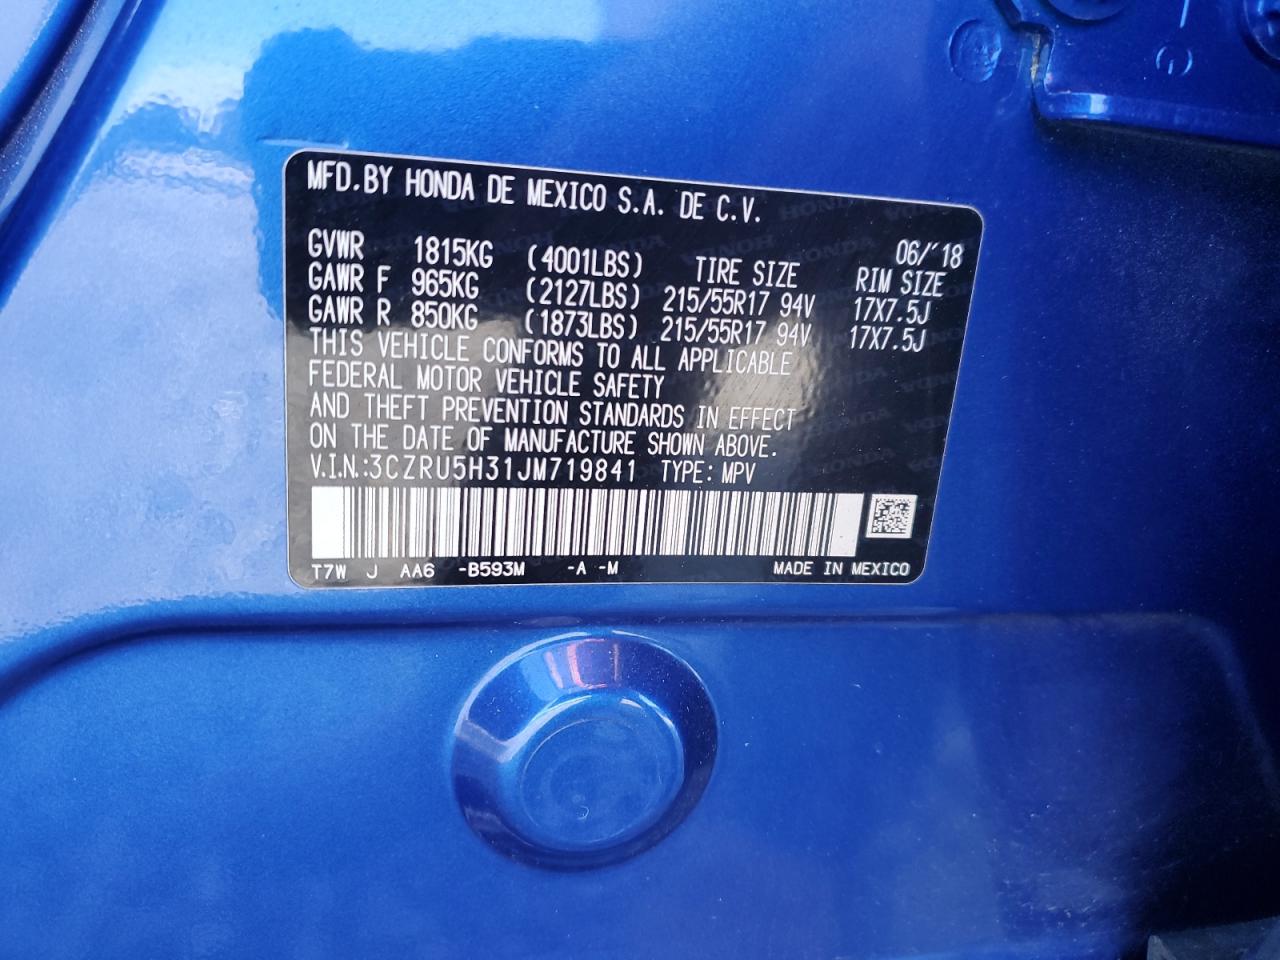 MFD.BY HONDA DE MEXICO S.A. DE C.V.
06/'18
GVWR 1815KG (4001LBS) TIRE SIZE RIM SIZE
GAWR F 965KG (2127LBS) 215/55R17 94V 17X7.5J
GAWR R 850KG (1873LBS) 215/55R17 94V 17X7.5J
THIS VEHICLE CONFORMS TO ALL APPLICABLE
FEDERAL MOTOR VEHICLE SAFETY
AND THEFT PREVENTION STANDARDS IN EFFECT
ON THE DATE OF MANUFACTURE SHOWN ABOVE.
V.I.N.:3CZRU5H31JM719841 TYPE: MPV
T7W J AA6 -B593M -A -M MADE IN MEXICO